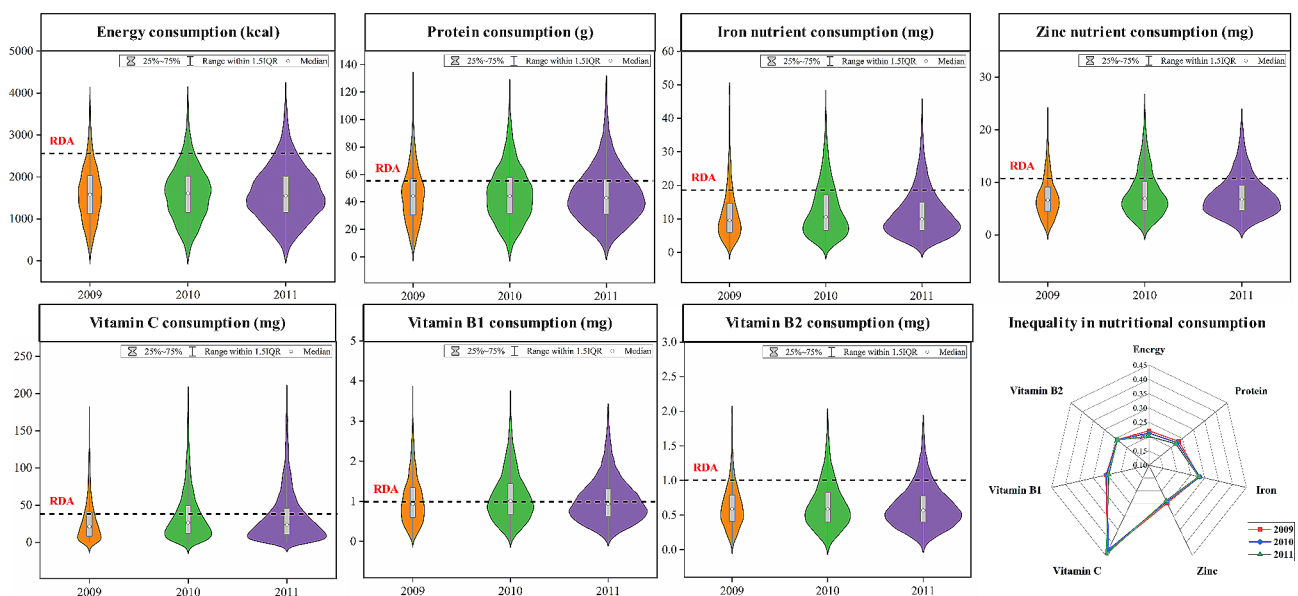 Energy consumption (kcal)
25%~75% Range within 1.5IQR Median
5000
4000
3000
2000
1000
0
RDA
2009 2010 2011
Protein consumption (g)
25%~75% Range within 1.5IQR Median
140
120
100
80
60
40
20
0
RDA
2009 2010 2011
Iron nutrient consumption (mg)
25%~75% Range within 1.5IQR Median
60
50
40
30
20
10
0
RDA
2009 2010 2011
Zinc nutrient consumption (mg)
25%~75% Range within 1.5IQR Median
30
20
10
0
RDA
2009 2010 2011
Vitamin C consumption (mg)
25%~75% Range within 1.5IQR Median
250
200
150
100
50
0
RDA
2009 2010 2011
Vitamin B1 consumption (mg)
25%~75% Range within 1.5IQR Median
5
4
3
2
1
0
RDA
2009 2010 2011
Vitamin B2 consumption (mg)
25%~75% Range within 1.5IQR Median
3.0
2.5
2.0
1.5
1.0
0.5
0.0
RDA
2009 2010 2011
Inequality in nutritional consumption
Energy
0.45
0.40
0.35
0.30
0.25
0.20
0.15
0.10
Vitamin B2
Protein
Vitamin B1
Iron
Vitamin C
Zinc
2009
2010
2011